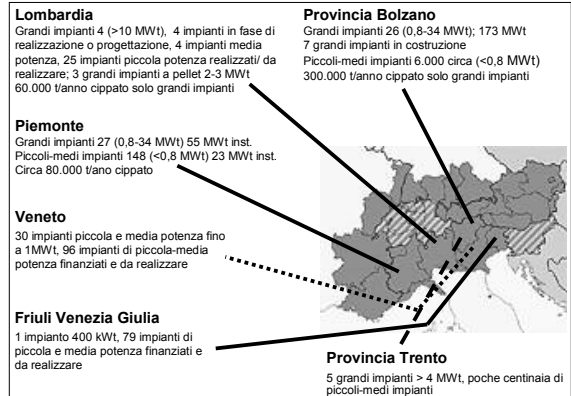 Lombardia
Grandi impianti 4 (>10 MWt), 4 impianti in fase di
realizzazione o progettazione, 4 impianti media
potenza, 25 impianti piccola potenza realizzati/ da
realizzare; 3 grandi impianti a pellet 2-3 MWt
60.000 t/anno cippato solo grandi impianti
Provincia Bolzano
Grandi impianti 26 (0,8-34 MWt); 173 MWt
7 grandi impianti in costruzione
Piccoli-medi impianti 6.000 circa (<0,8 MWt)
300.000 t/anno cippato solo grandi impianti
Piemonte
Grandi impianti 27 (0,8-34 MWt) 55 MWt inst.
Piccoli-medi impianti 148 (<0,8 MWt) 23 MWt inst.
Circa 80.000 t/ano cippato
Veneto
30 impianti piccola e media potenza fino
a 1MWt, 96 impianti di piccola-media
potenza finanziati e da realizzare
Friuli Venezia Giulia
1 impianto 400 kWt, 79 impianti di
piccola e media potenza finanziati e
da realizzare
Provincia Trento
5 grandi impianti > 4 MWt, poche centinaia di
piccoli-medi impianti